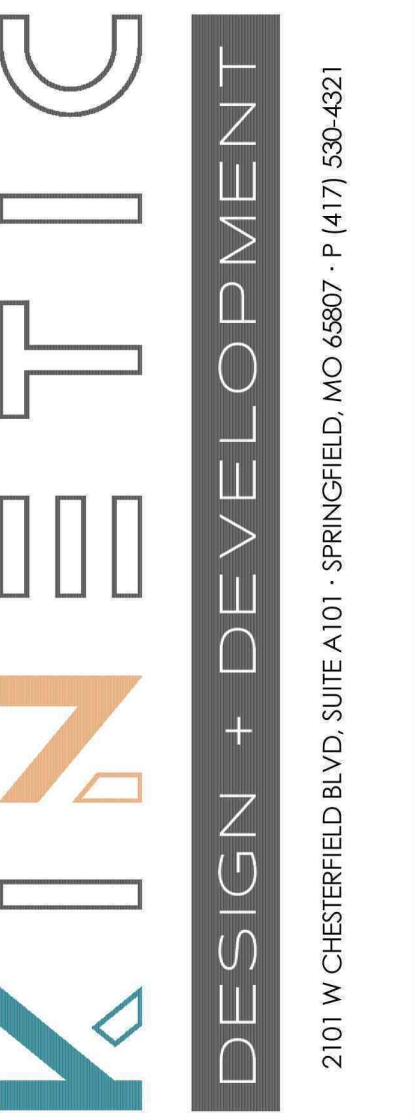 KINETIC
DESIGN + DEVELOPMENT
2101 W CHESTERFIELD BLVD, SUITE A101 · SPRINGFIELD, MO 65807 · P (417) 530-4321